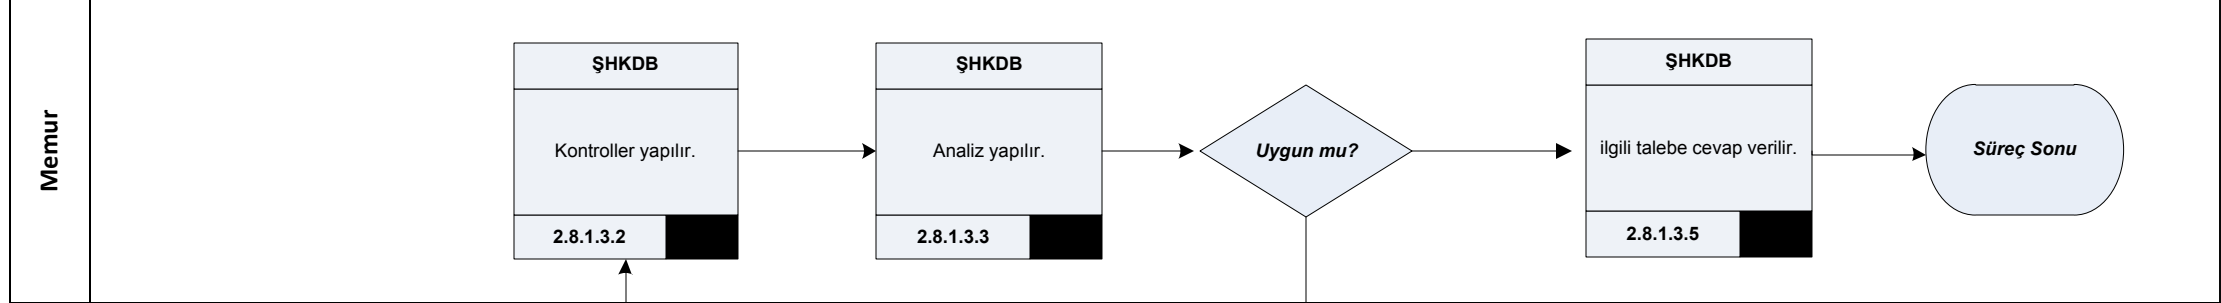 Memur
ŞHKDB
Kontroller yapılır.
2.8.1.3.2
ŞHKDB
Analiz yapılır.
2.8.1.3.3
Uygun mu?
ŞHKDB
ilgili talebe cevap verilir.
2.8.1.3.5
Süreç Sonu